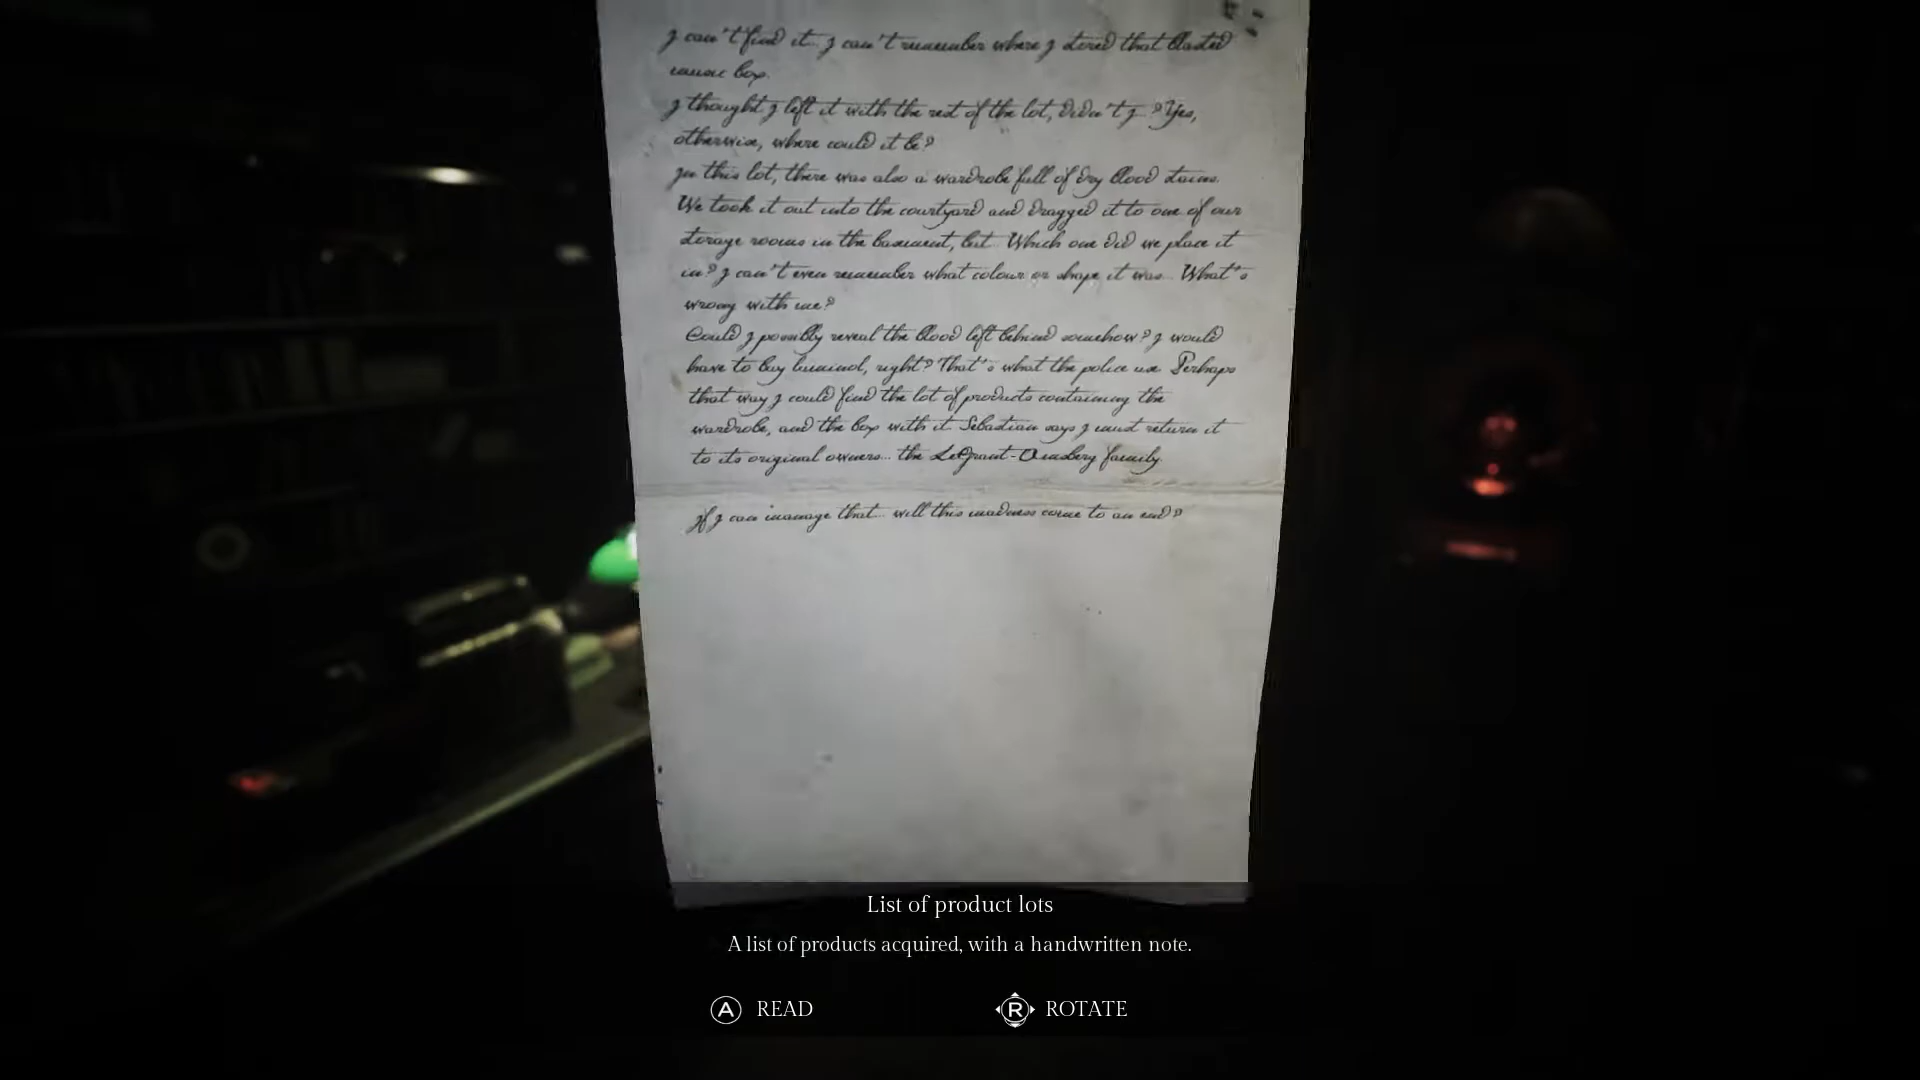 I can't find it... I can't remember where I stored that blasted
music box.
I thought I left it with the rest of the lot, didn't I...? Yes,
otherwise, where could it be?
In this lot, there was also a wardrobe full of dry blood stains.
We took it out into the courtyard and dragged it to one of our
storage rooms in the basement, but... Which one did we place it
in? I can't even remember what colour or shape it was... What's
wrong with me?
Could I possibly reveal the blood left behind somehow? I would
have to buy luminol, right? That's what the police use. Perhaps
that way I could find the lot of products containing the
wardrobe, and the box with it. Sebastian says I must return it
to its original owners... the family
If I can manage that... will this madness come to an end?
List of product lots
A list of products acquired, with a handwritten note.
A READ
R ROTATE